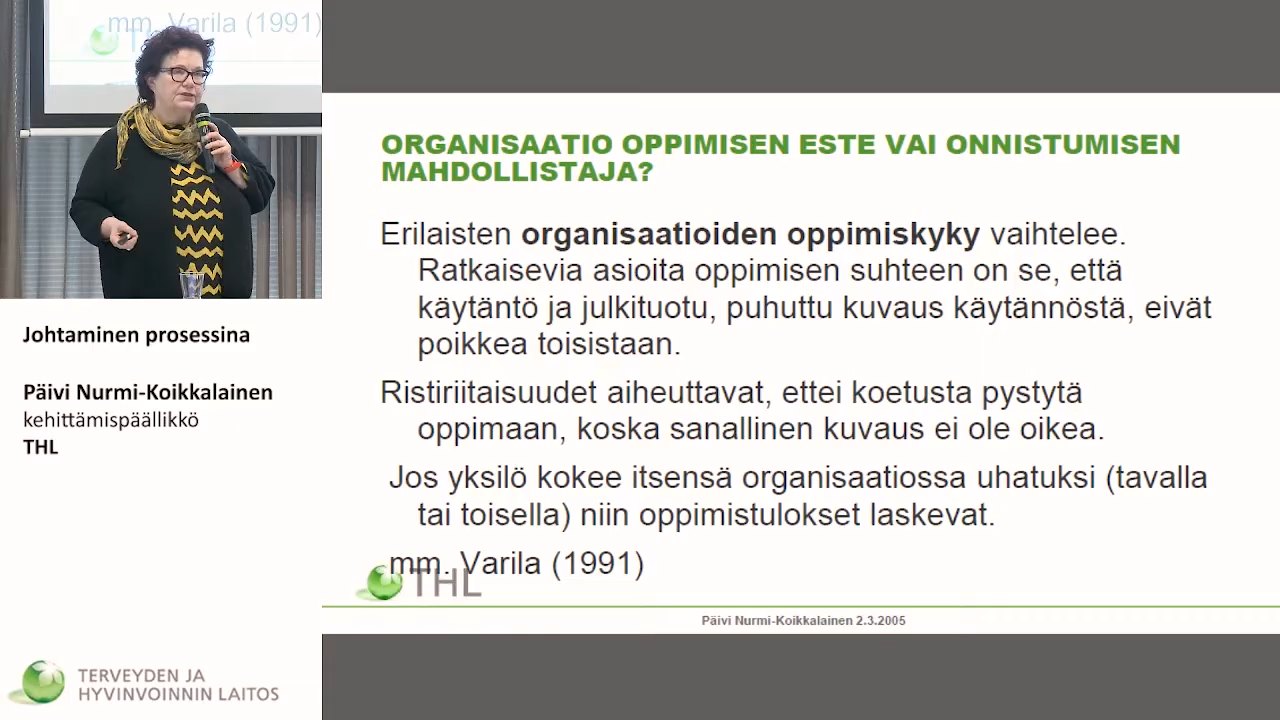 mm. Varila (1991)
Johtaminen prosessina
Päivi Nurmi-Koikkalainen
kehittämispäällikkö
THL
TERVEYDEN JA
HYVINVOINNIN LAITOS
ORGANISAATIO OPPIMISEN ESTE VAI ONNISTUMISEN
MAHDOLLISTAJA?
Erilaisten organisaatioiden oppimiskyky vaihtelee.
Ratkaisevia asioita oppimisen suhteen on se, että
käytäntö ja julkituotu, puhuttu kuvaus käytännöstä, eivät
poikkea toisistaan.
Ristiriitaisuudet aiheuttavat, ettei koetusta pystytä
oppimaan, koska sanallinen kuvaus ei ole oikea.
Jos yksilö kokee itsensä organisaatiossa uhatuksi (tavalla
tai toisella) niin oppimistulokset laskevat.
mm. Varila (1991)
THL
Päivi Nurmi-Koikkalainen 2.3.2005